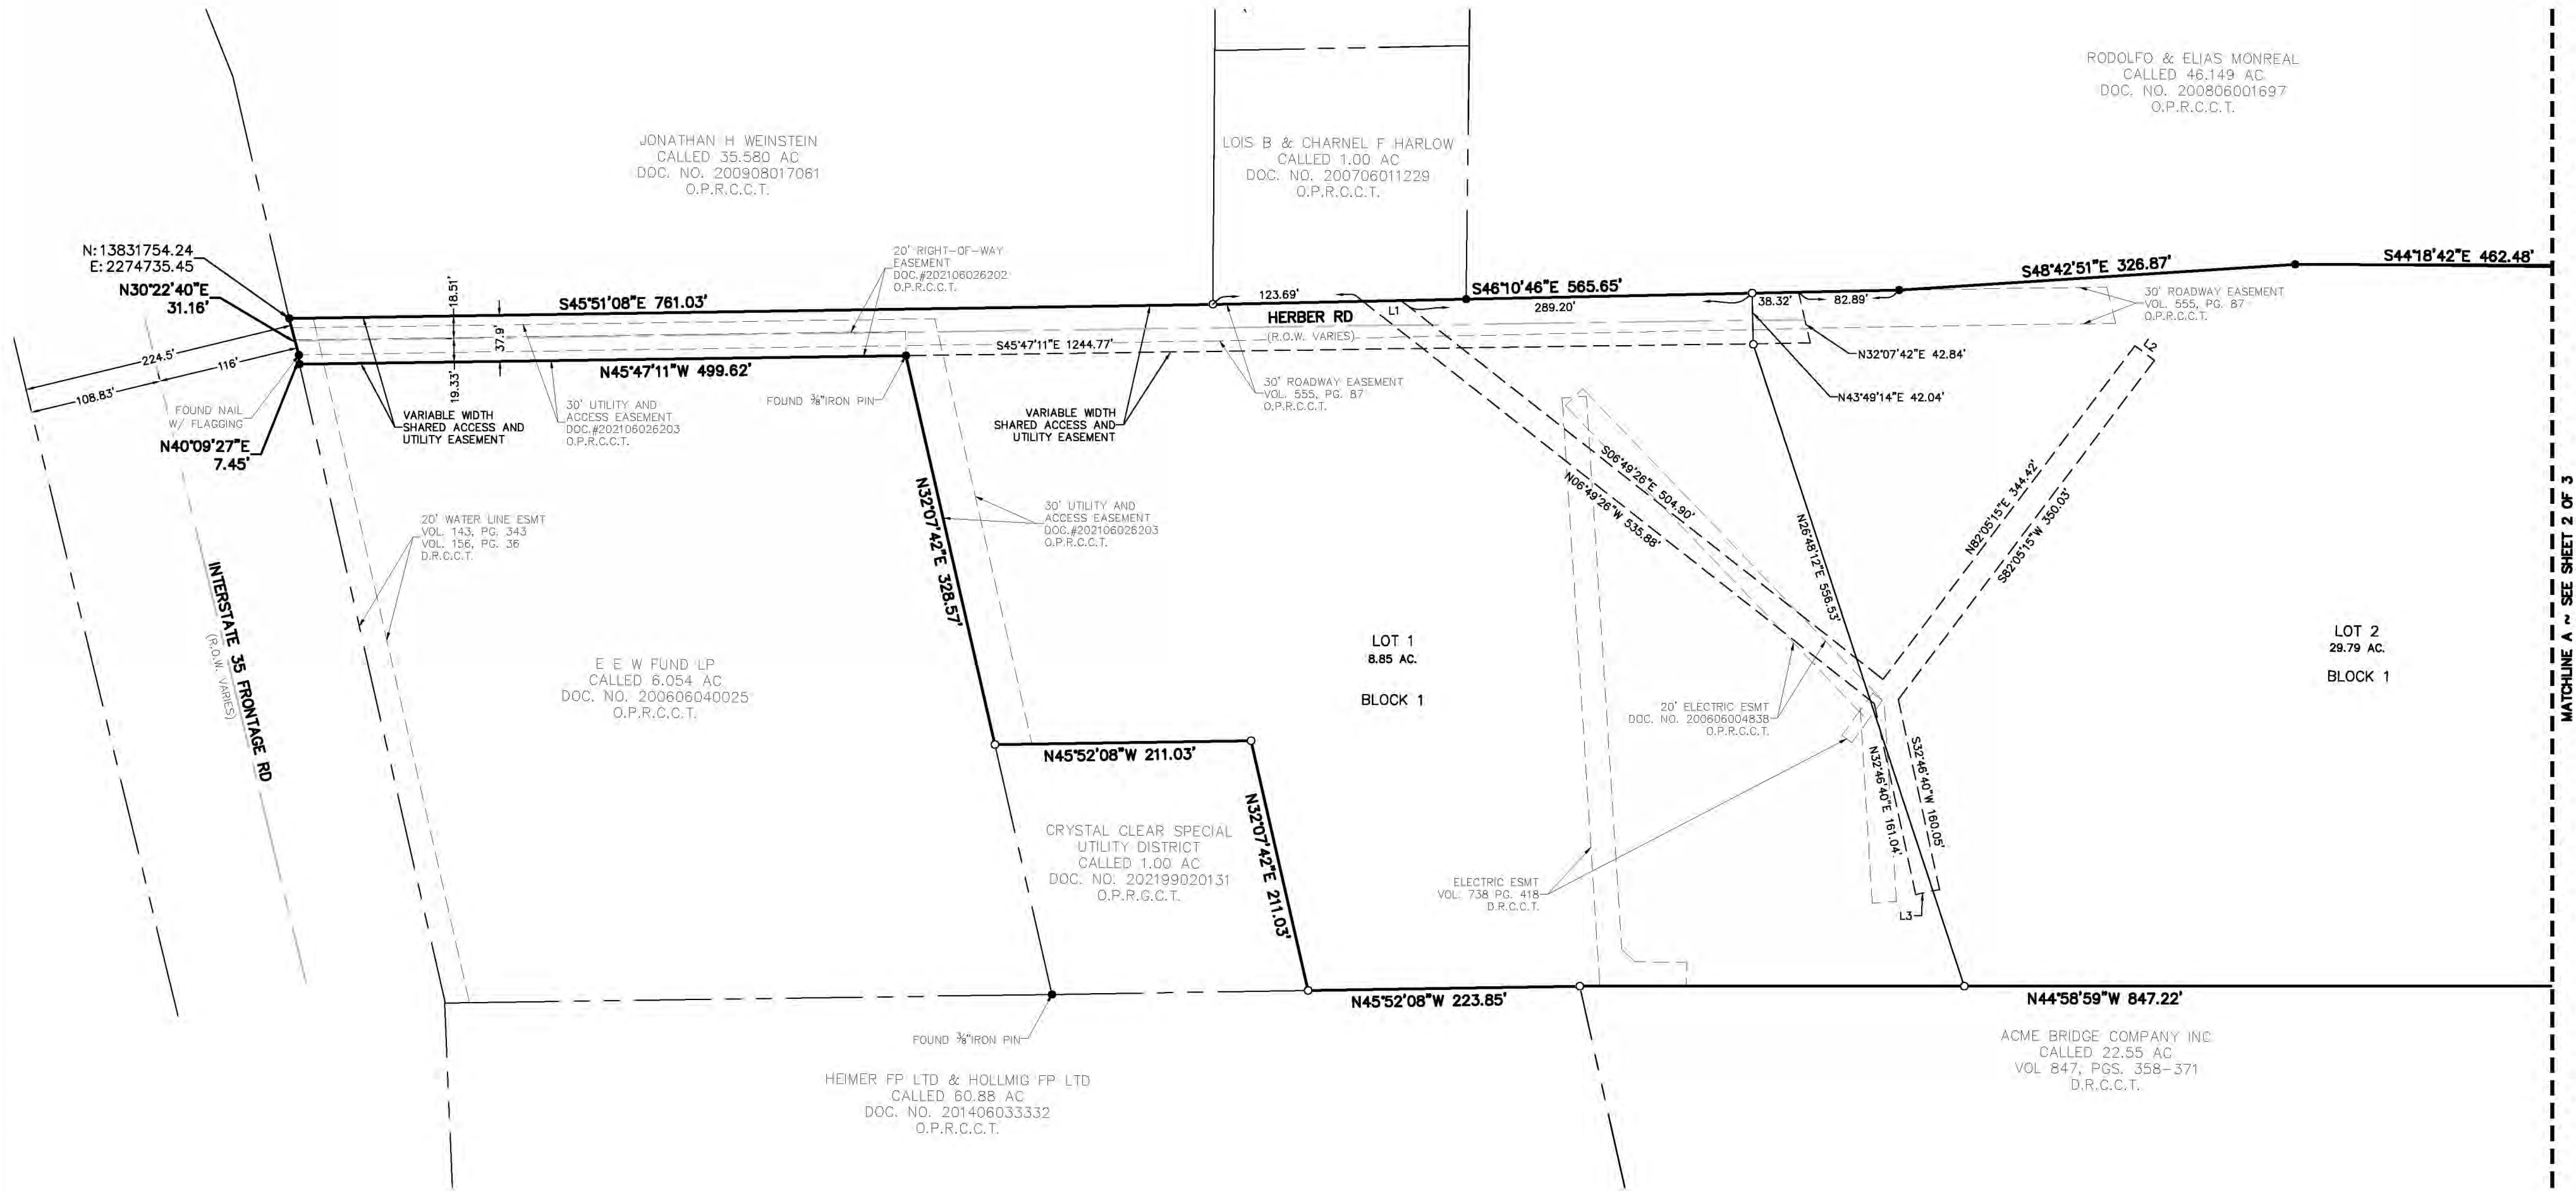 RODOLFO & ELIAS MONREAL
CALLED 46.149 AC
DOC. NO. 200806001697
O.P.R.C.C.T.
JONATHAN H WEINSTEIN
CALLED 35.580 AC
DOC. NO. 200908017061
O.P.R.C.C.T.
LOIS B & CHARNEL F HARLOW
CALLED 1.00 AC
DOC. NO. 200706011229
O.P.R.C.C.T.
N: 13831754.24
E: 2274735.45
N30°22'40"E
31.16'
20' RIGHT-OF-WAY
EASEMENT
DOC.#202106026202
O.P.R.C.C.T.
S45°51'08"E 761.03'
18.51'
37.9'
19.33'
123.69'
L1
S46°10'46"E 565.65'
289.20'
38.32'
82.89'
S48°42'51"E 326.87'
S44°18'42"E 462.48'
30' ROADWAY EASEMENT
VOL. 555, PG. 87
O.P.R.C.C.T.
HERBER RD
(R.O.W. VARIES)
S45°47'11"E 1244.77'
N32°07'42"E 42.84'
N43°49'14"E 42.04'
L2
224.5'
116'
108.83'
N45°47'11"W 499.62'
FOUND NAIL
W/ FLAGGING
N40°09'27"E
7.45'
VARIABLE WIDTH
SHARED ACCESS AND
UTILITY EASEMENT
30' UTILITY AND
ACCESS EASEMENT
DOC.#202106026203
O.P.R.C.C.T.
FOUND ⅜" IRON PIN
VARIABLE WIDTH
SHARED ACCESS AND
UTILITY EASEMENT
30' ROADWAY EASEMENT
VOL. 555, PG. 87
O.P.R.C.C.T.
S06°49'26"E 504.90'
N06°49'26"W 535.88'
N26°48'12"E 556.53'
N82°05'15"E 344.42'
S82°05'15"W 350.03'
MATCHLINE A ~ SEE SHEET 2 OF 3
20' WATER LINE ESMT
VOL. 143, PG. 343
VOL. 156, PG. 36
D.R.C.C.T.
N32°07'42"E 328.57'
30' UTILITY AND
ACCESS EASEMENT
DOC.#202106026203
O.P.R.C.C.T.
INTERSTATE 35 FRONTAGE RD
(R.O.W. VARIES)
E E W FUND LP
CALLED 6.054 AC
DOC. NO. 200606040025
O.P.R.C.C.T.
LOT 1
8.85 AC.
BLOCK 1
LOT 2
29.79 AC.
BLOCK 1
20' ELECTRIC ESMT
DOC. NO. 200606004838
O.P.R.C.C.T.
N45°52'08"W 211.03'
N32°07'42"E 211.03'
CRYSTAL CLEAR SPECIAL
UTILITY DISTRICT
CALLED 1.00 AC
DOC. NO. 202199020131
O.P.R.G.C.T.
N32°46'40"E 161.04'
S32°46'40"W 160.05'
ELECTRIC ESMT
VOL. 738 PG. 418
D.R.C.C.T.
L3
N45°52'08"W 223.85'
N44°58'59"W 847.22'
FOUND ⅜" IRON PIN
HEIMER FP LTD & HOLLMIG FP LTD
CALLED 60.88 AC
DOC. NO. 201406033332
O.P.R.C.C.T.
ACME BRIDGE COMPANY INC
CALLED 22.55 AC
VOL 847, PGS. 358-371
D.R.C.C.T.